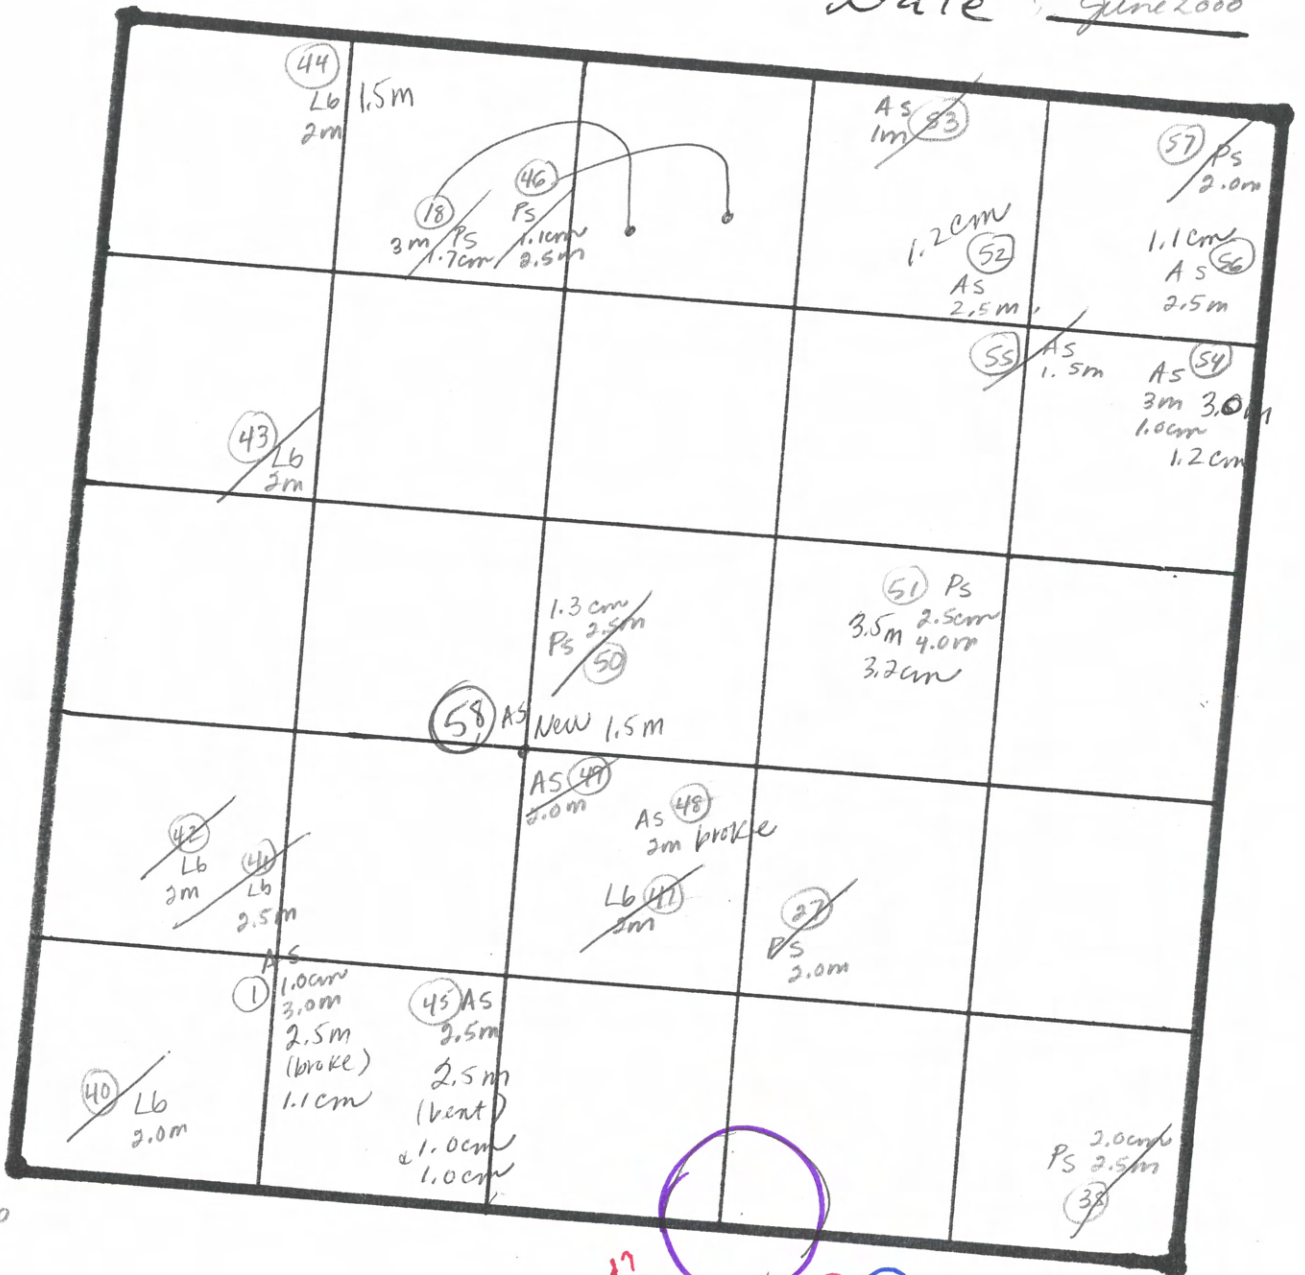 Date : June 2000
44
Lb 1.5m
2m
As 53
1m
57
Ps
2.0m
46
Ps
1.1cm
2.5m
18
3m Ps
1.7cm
1.2cm
52
As
2.5m
1.1cm
56
As
2.5m
55 As
1.5m
As 54
3m 3.0m
1.0cm
1.2cm
43
Lb
2m
1.3cm
Ps 2.5m
50
51 Ps
3.5m 2.5cm
4.0m
3.2cm
58 AS New 1.5m
AS 49
2.0m
As 48
2m broke
42
Lb
2m
41
Lb
2.5m
Lb
2m
27
PS
2.0m
AS
1 1.0cm
3.0m
2.5m
(broke)
1.1cm
45 AS
2.5m
2.5m
(bent)
1.0cm
1.0cm
40 Lb
2.0m
2.0cm
Ps 2.5m
38